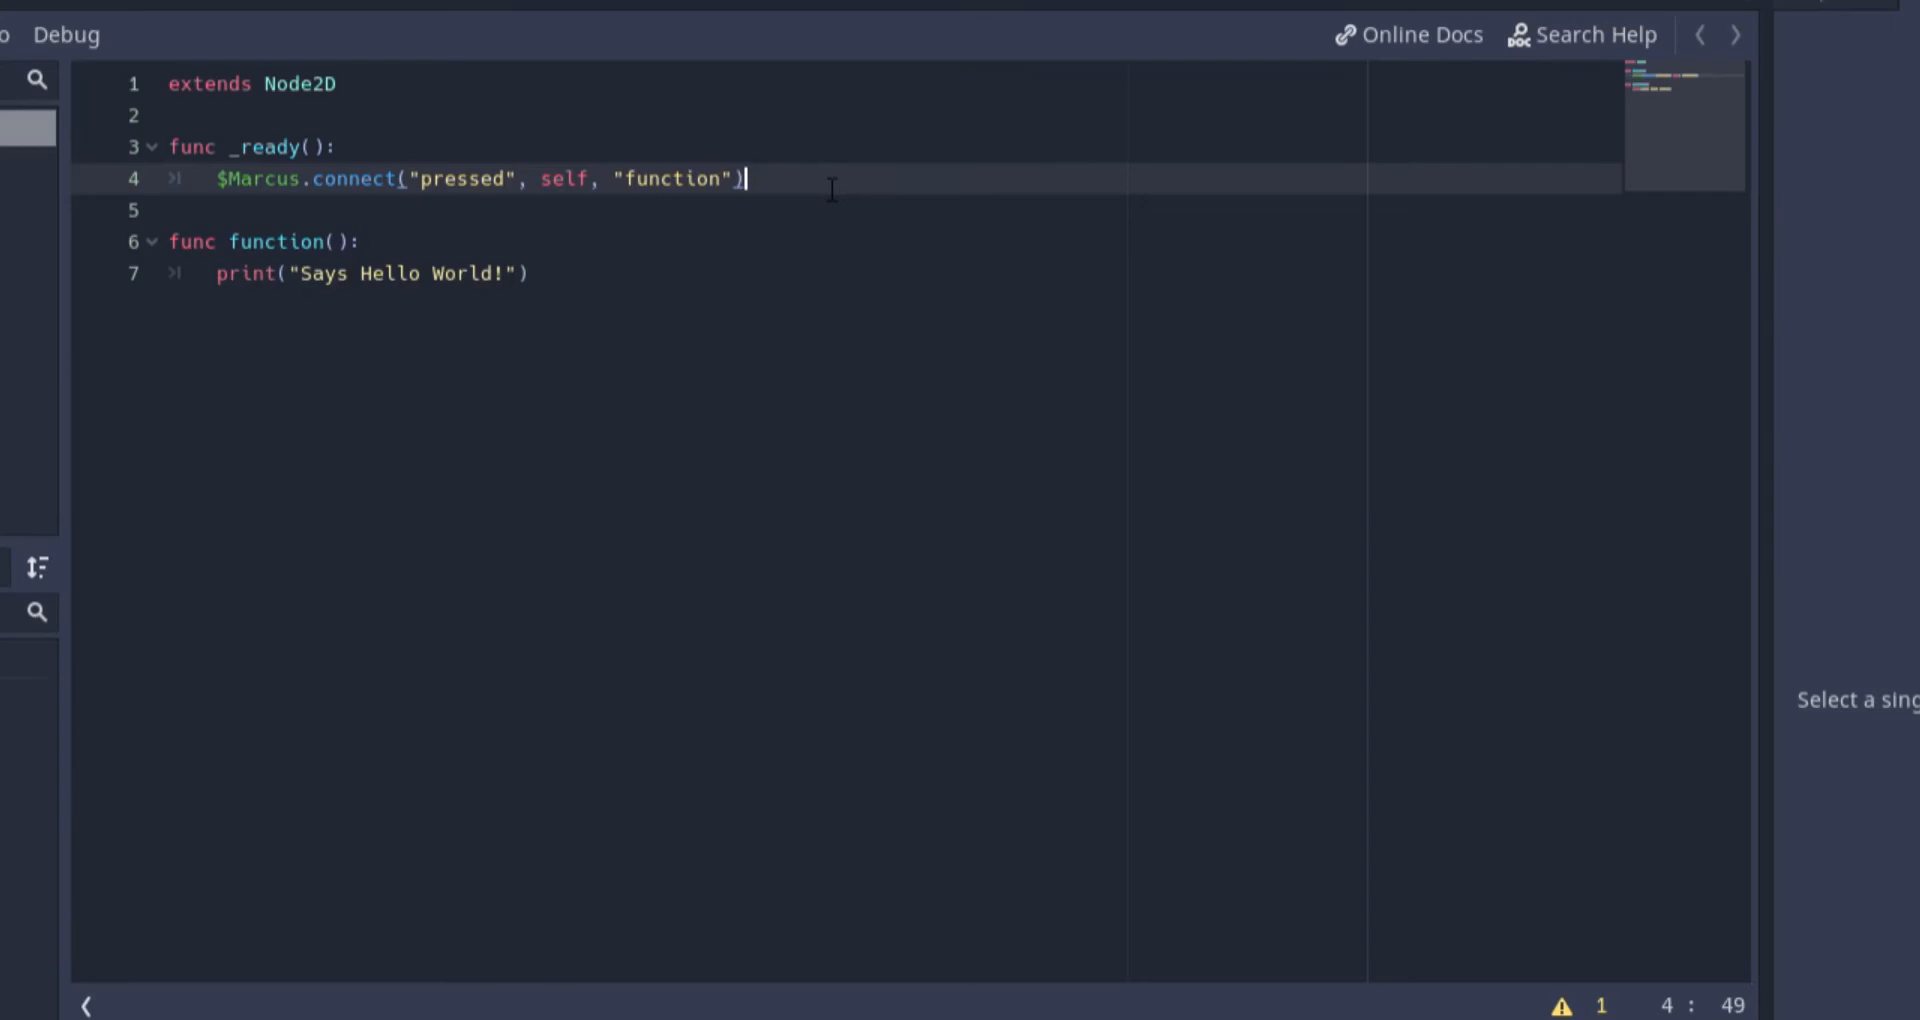 o Debug Online Docs Search Help
1 extends Node2D
2
3 func _ready():
4 $Marcus.connect("pressed", self, "function")
5
6 func function():
7 print("Says Hello World!")
Select a sing
1 4 : 49